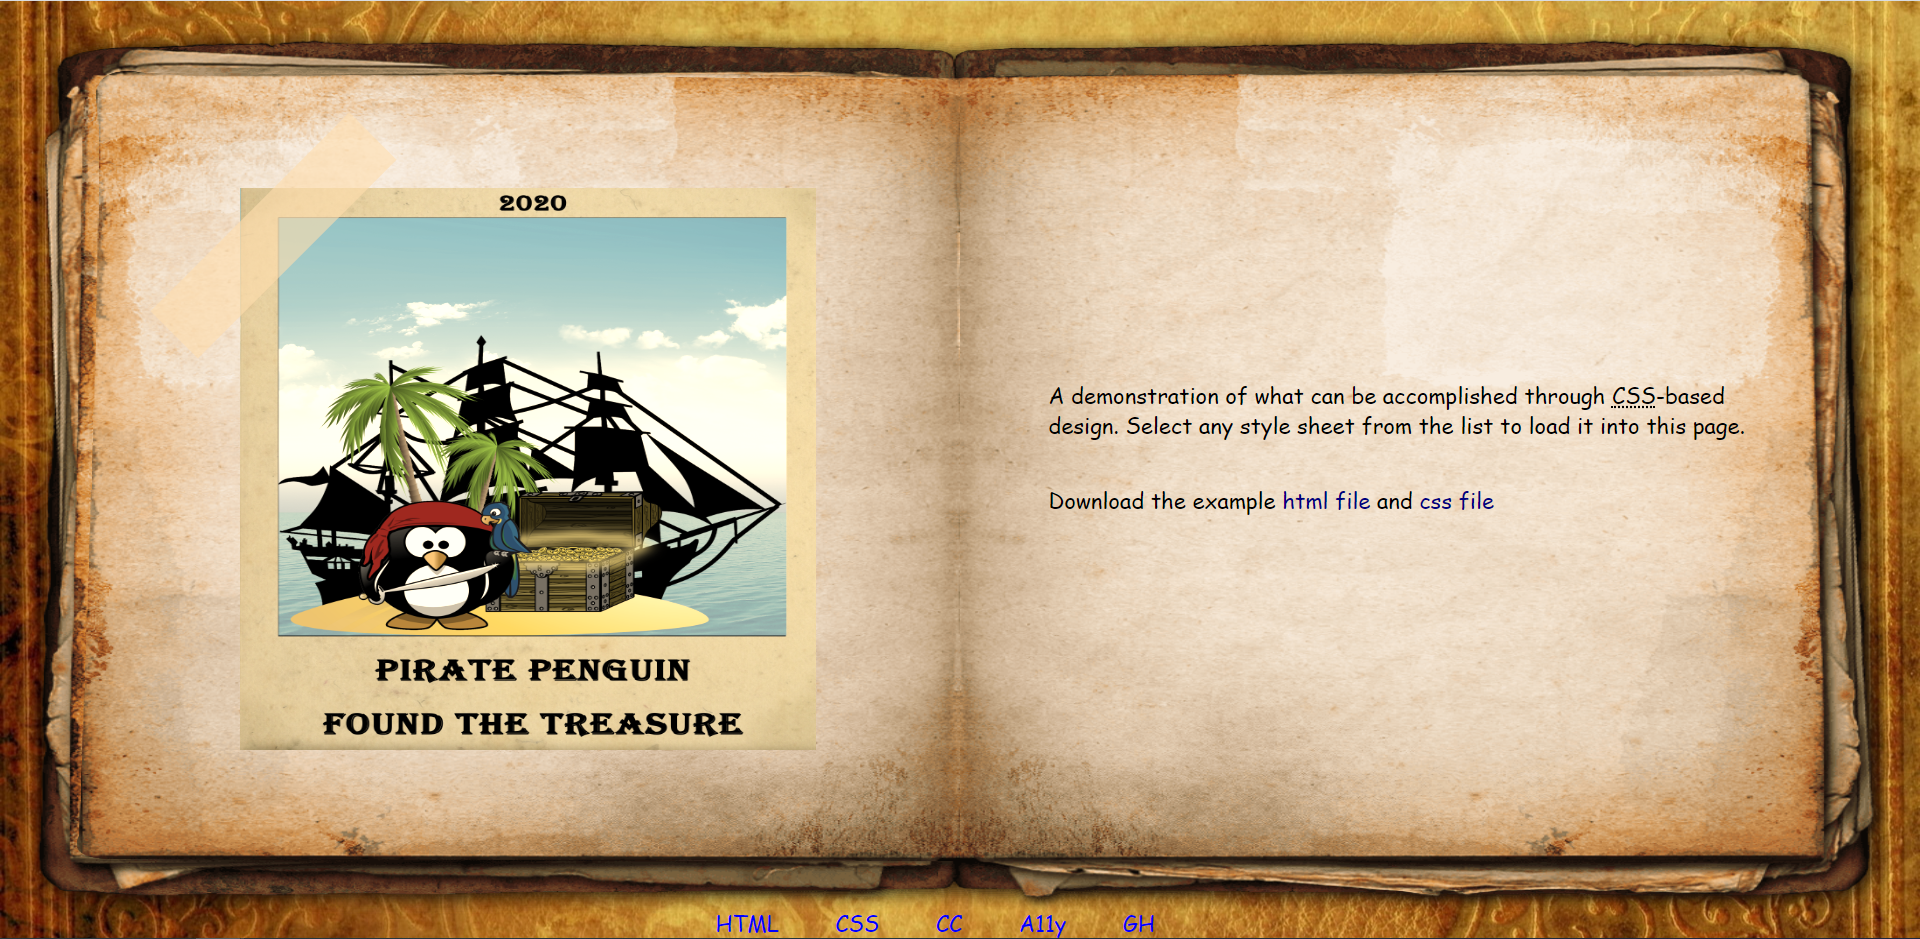 2020
PIRATE PENGUIN
FOUND THE TREASURE
A demonstration of what can be accomplished through CSS-based
design. Select any style sheet from the list to load it into this page.
Download the example html file and css file
HTML CSS CC A11y GH